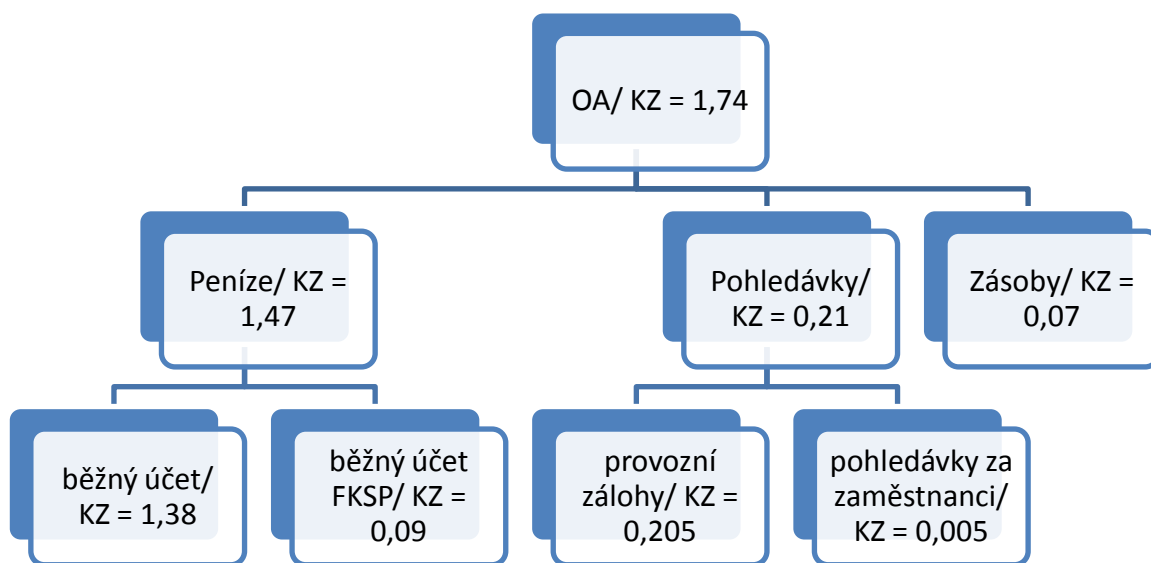 OA/ KZ = 1,74
Peníze/ KZ =
1,47
Pohledávky/
KZ = 0,21
Zásoby/ KZ =
0,07
běžný účet/
KZ = 1,38
běžný účet
FKSP/ KZ =
0,09
provozní
zálohy/ KZ =
0,205
pohledávky za
zaměstnanci/
KZ = 0,005